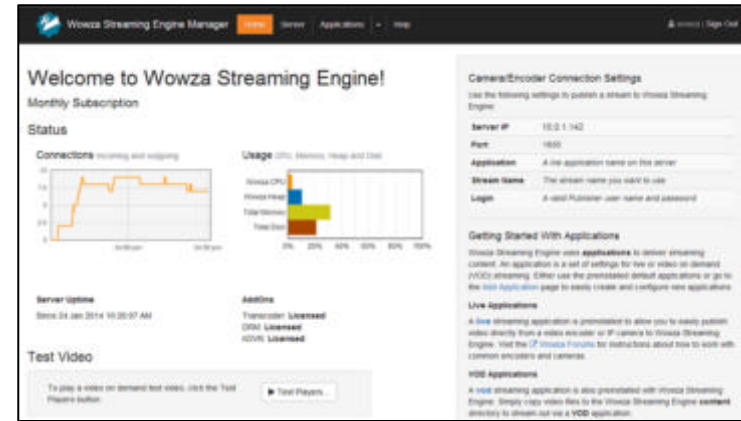 Wowza Streaming Engine Manager Home Server Applications Help Sign Out
Welcome to Wowza Streaming Engine!
Monthly Subscription
Status
Connections incoming and outgoing
Usage CPU, Memory, Heap and Disk
Wowza CPU
Wowza Heap
Total Memory
Total Disk
0% 20% 40% 60% 80% 100%
Server Uptime
Since 24 Jan 2014 10:20:07 AM
AddOns
Transcoder: Licensed
DRM: Licensed
nDVR: Licensed
Test Video
To play a video on demand test video, click the Test
Players button.
Test Players...
Camera/Encoder Connection Settings
Use the following settings to publish a stream to Wowza Streaming
Engine:
Server IP 10.0.1.142
Port 1935
Application A live application name on this server
Stream Name The stream name you want to use
Login A valid Publisher user name and password
Getting Started With Applications
Wowza Streaming Engine uses applications to deliver streaming
content. An application is a set of settings for live or video on demand
(VOD) streaming. Either use the preinstalled default applications or go to
the Add Application page to easily create and configure new applications.
Live Applications
A live streaming application is preinstalled to allow you to easily publish
video directly from a video encoder or IP camera to Wowza Streaming
Engine. Visit the Wowza Forums for instructions about how to work with
common encoders and cameras.
VOD Applications
A vod streaming application is also preinstalled with Wowza Streaming
Engine. Simply copy video files to the Wowza Streaming Engine content
directory to stream out via a VOD application.